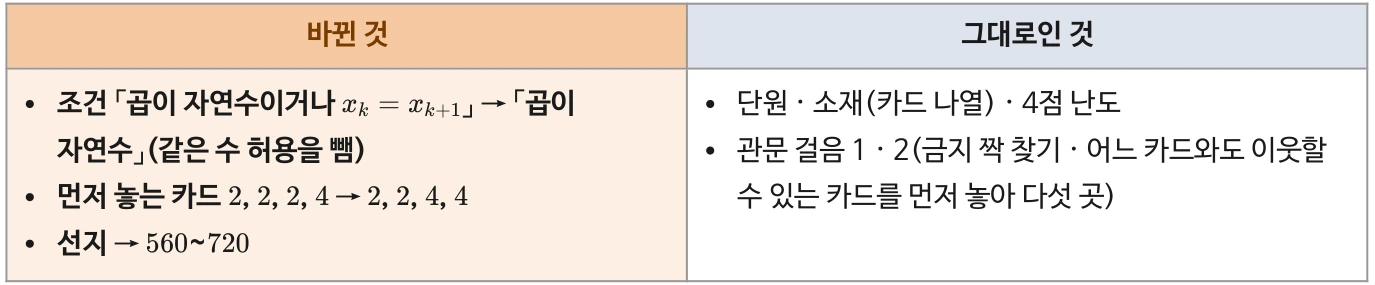 바뀐 것
그대로인 것
• 조건 「곱이 자연수이거나 $x_k = x_{k+1}$」 → 「곱이
자연수」(같은 수 허용을 뺌)
• 먼저 놓는 카드 2, 2, 2, 4 → 2, 2, 4, 4
• 선지 → 560~720
• 단원 · 소재(카드 나열) · 4점 난도
• 관문 걸음 1 · 2(금지 짝 찾기 · 어느 카드와도 이웃할
수 있는 카드를 먼저 놓아 다섯 곳)